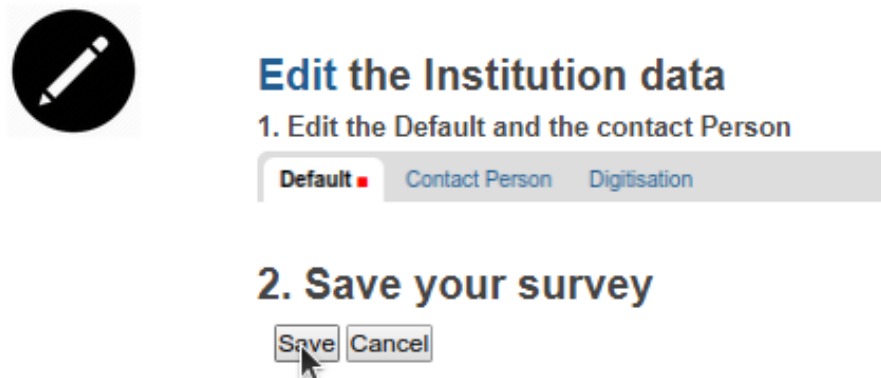 Edit the Institution data
1. Edit the Default and the contact Person
Default Contact Person Digitisation
2. Save your survey
Save Cancel